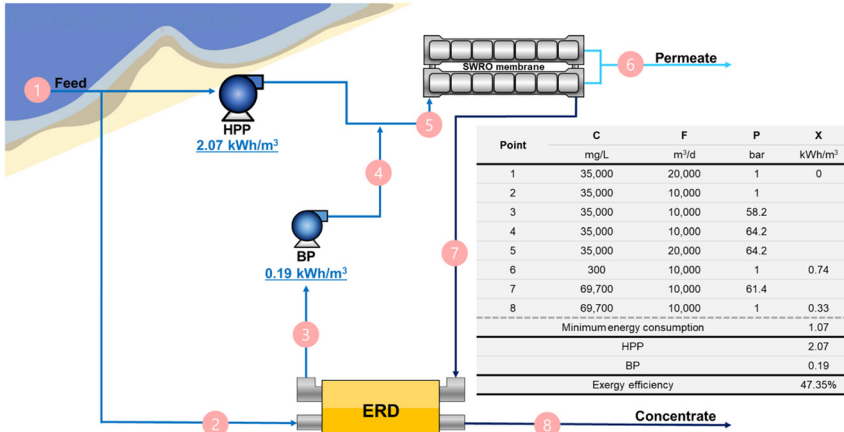 1 Feed
HPP
2.07 kWh/m³
SWRO membrane
6 Permeate
5
4
BP
0.19 kWh/m³
3
7
2
ERD
8 Concentrate
Point C F P X
mg/L m³/d bar kWh/m³
1 35,000 20,000 1 0
2 35,000 10,000 1
3 35,000 10,000 58.2
4 35,000 10,000 64.2
5 35,000 20,000 64.2
6 300 10,000 1 0.74
7 69,700 10,000 61.4
8 69,700 10,000 1 0.33
Minimum energy consumption 1.07
HPP 2.07
BP 0.19
Exergy efficiency 47.35%